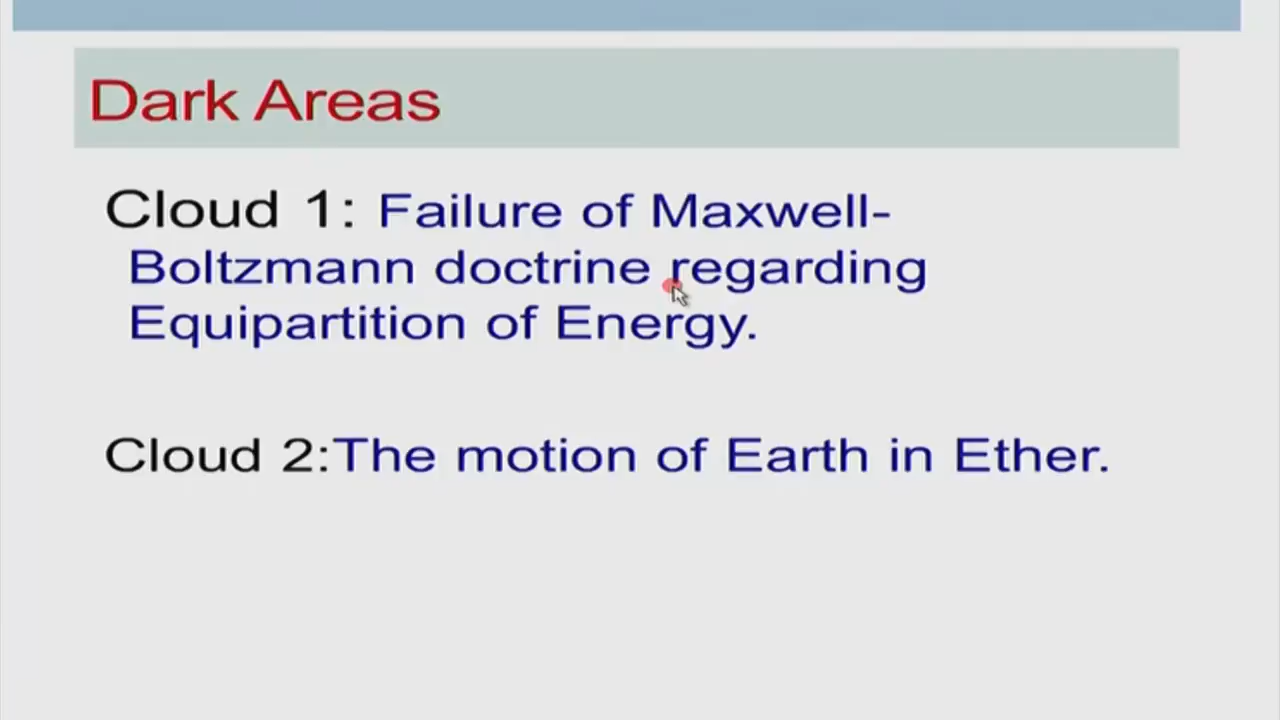 Dark Areas
Cloud 1: Failure of Maxwell-
Boltzmann doctrine regarding
Equipartition of Energy.
Cloud 2:The motion of Earth in Ether.